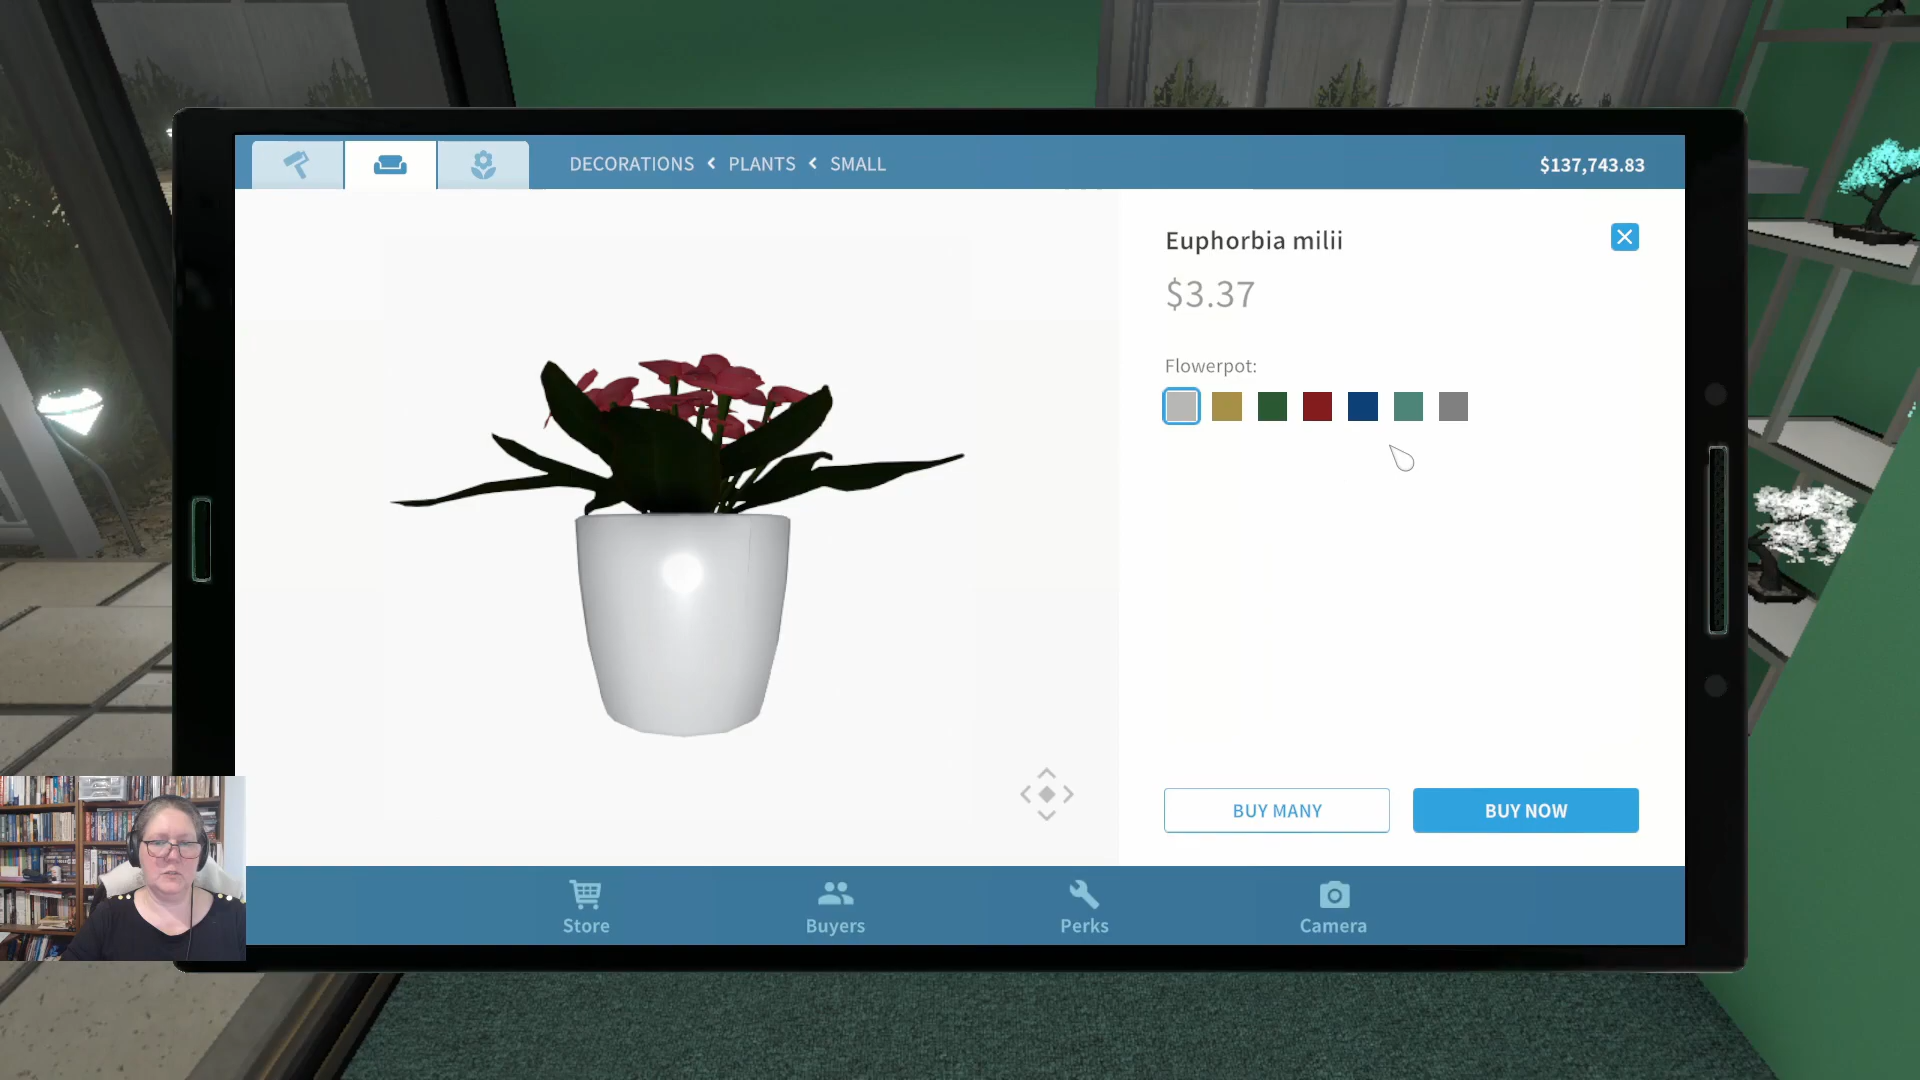 DECORATIONS < PLANTS < SMALL
$137,743.83
Euphorbia milii
$3.37
Flowerpot:
BUY MANY
BUY NOW
Store
Buyers
Perks
Camera